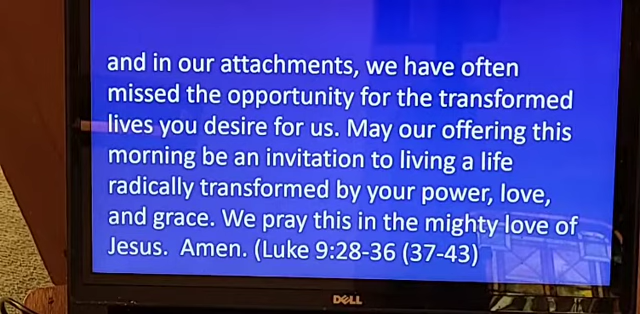 and in our attachments, we have often
missed the opportunity for the transformed
lives you desire for us. May our offering this
morning be an invitation to living a life
radically transformed by your power, love,
and grace. We pray this in the mighty love of
Jesus.  Amen. (Luke 9:28-36 (37-43)
DELL